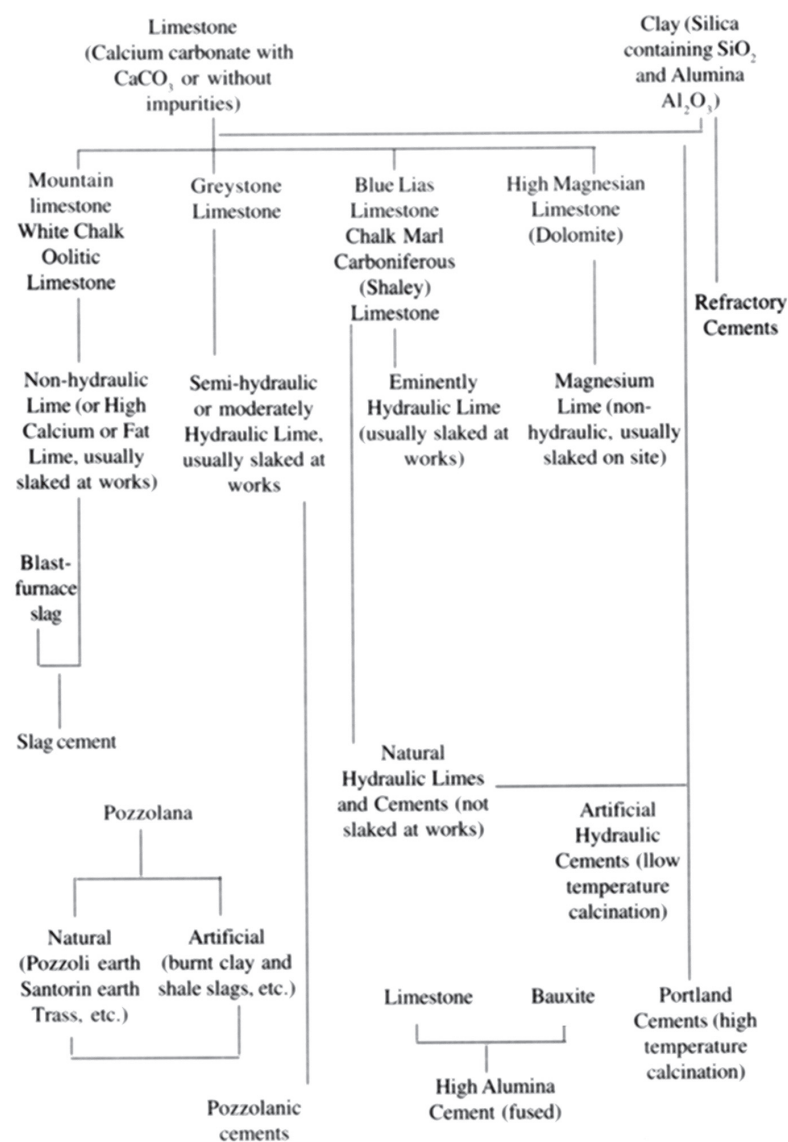 Limestone
(Calcium carbonate with
CaCO₃ or without
impurities)
Clay (Silica
containing SiO₂
and Alumina
Al₂O₃)
Mountain
limestone
White Chalk
Oolitic
Limestone
Greystone
Limestone
Blue Lias
Limestone
Chalk Marl
Carboniferous
(Shaley)
Limestone
High Magnesian
Limestone
(Dolomite)
Refractory
Cements
Non-hydraulic
Lime (or High
Calcium or Fat
Lime, usually
slaked at works)
Semi-hydraulic
or moderately
Hydraulic Lime,
usually slaked at
works
Eminently
Hydraulic Lime
(usually slaked at
works)
Magnesium
Lime (non-
hydraulic, usually
slaked on site)
Blast-
furnace
slag
Slag cement
Natural
Hydraulic Limes
and Cements (not
slaked at works)
Artificial
Hydraulic
Cements (llow
temperature
calcination)
Pozzolana
Natural
(Pozzoli earth
Santorin earth
Trass, etc.)
Artificial
(burnt clay and
shale slags, etc.)
Limestone
Bauxite
Portland
Cements (high
temperature
calcination)
High Alumina
Cement (fused)
Pozzolanic
cements